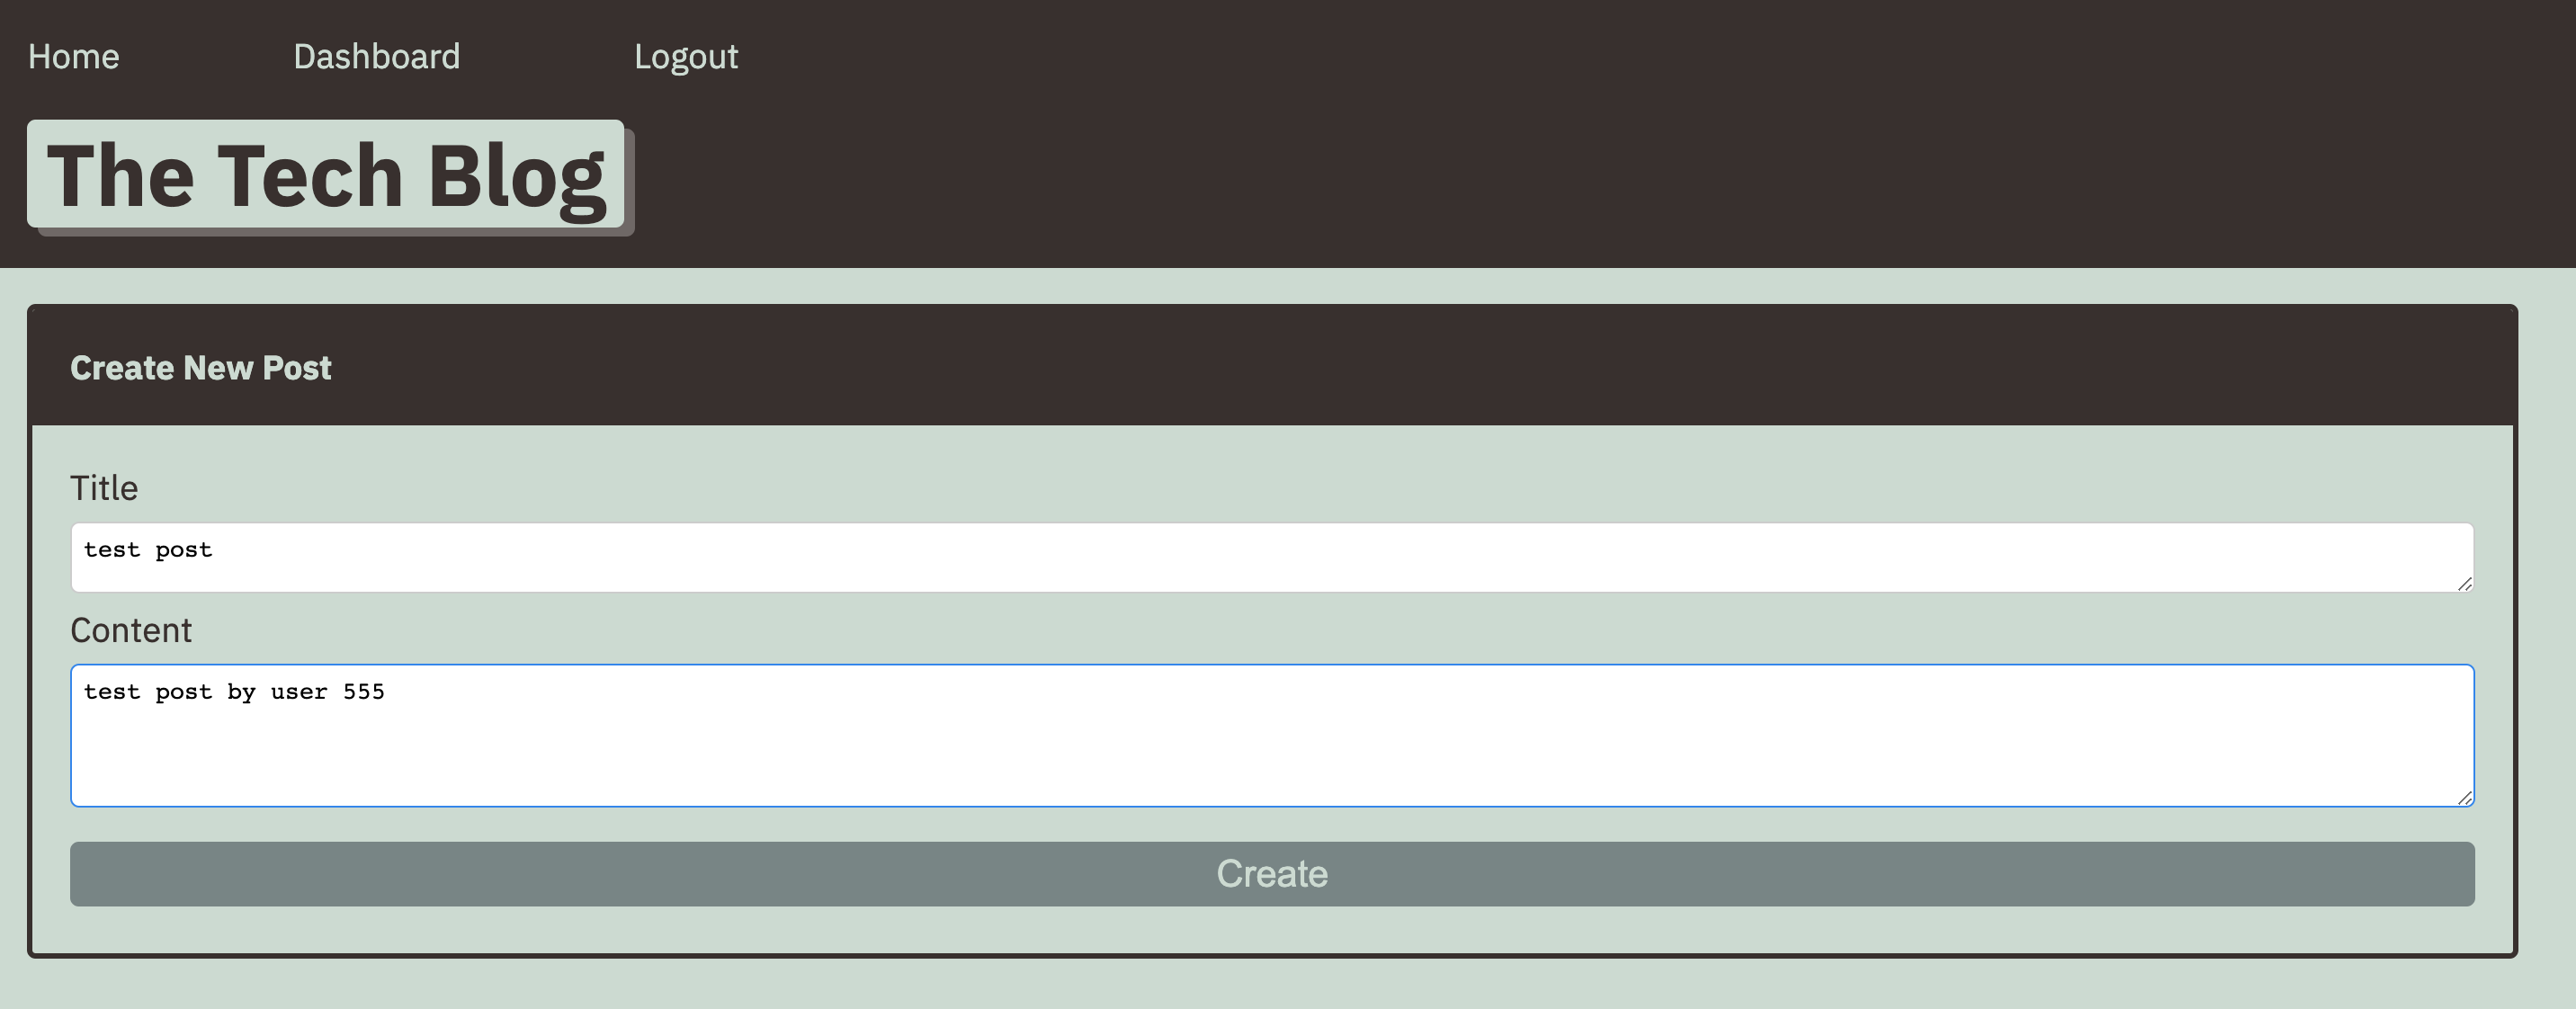 Home Dashboard Logout
The Tech Blog
Create New Post
Title
test post
Content
test post by user 555
Create